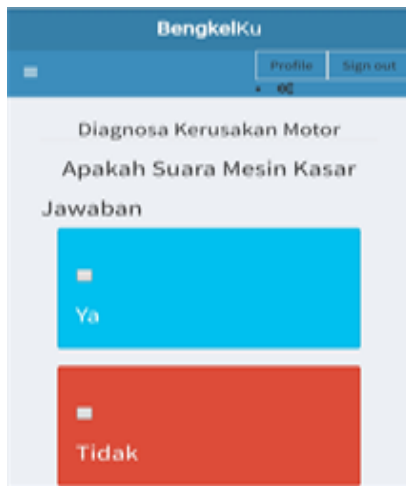 BengkelKu
Profile Sign out
Diagnosa Kerusakan Motor
Apakah Suara Mesin Kasar
Jawaban
Ya
Tidak